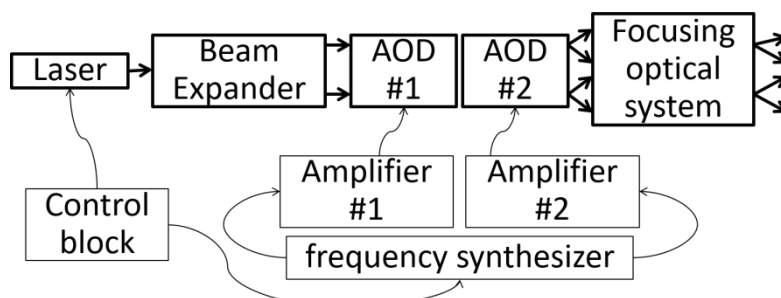 Laser
Beam
Expander
AOD
#1
AOD
#2
Focusing
optical
system
Control
block
Amplifier
#1
Amplifier
#2
frequency synthesizer